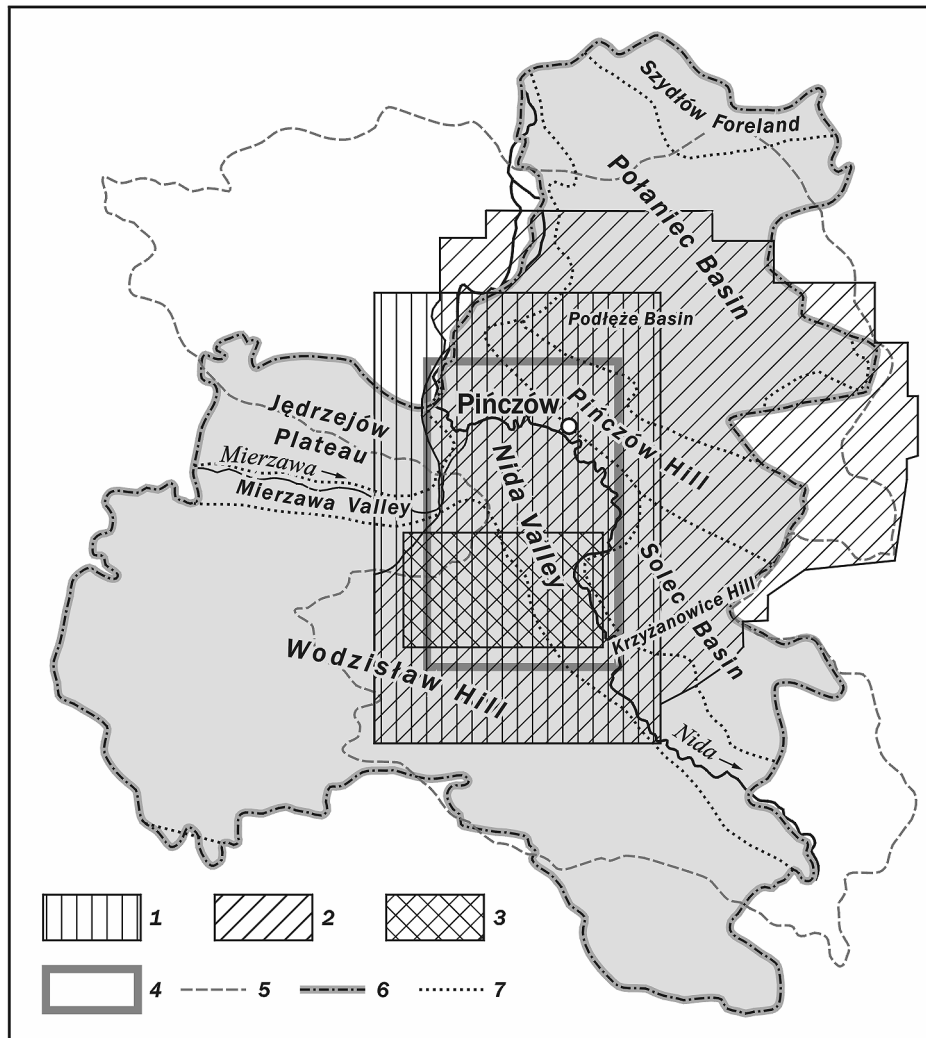 Szydłów Foreland
Połaniec Basin
Podłęże Basin
Pińczów
Pińczów Hill
Jędrzejów
Plateau
Mierzawa
Mierzawa Valley
Nida Valley
Solec Basin
Krzyżanowice Hill
Wodzisław Hill
Nida
1
2
3
4
5
6
7